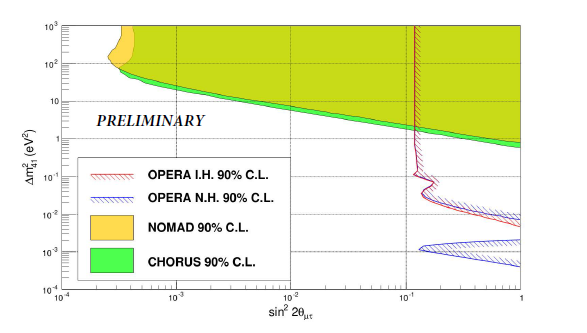 10³
10²
10
1
10⁻¹
10⁻²
10⁻³
10⁻⁴
Δm²₄₁ (eV²)
PRELIMINARY
OPERA I.H. 90% C.L.
OPERA N.H. 90% C.L.
NOMAD 90% C.L.
CHORUS 90% C.L.
10⁻⁴ 10⁻³ 10⁻² 10⁻¹ 1
sin² 2θμτ